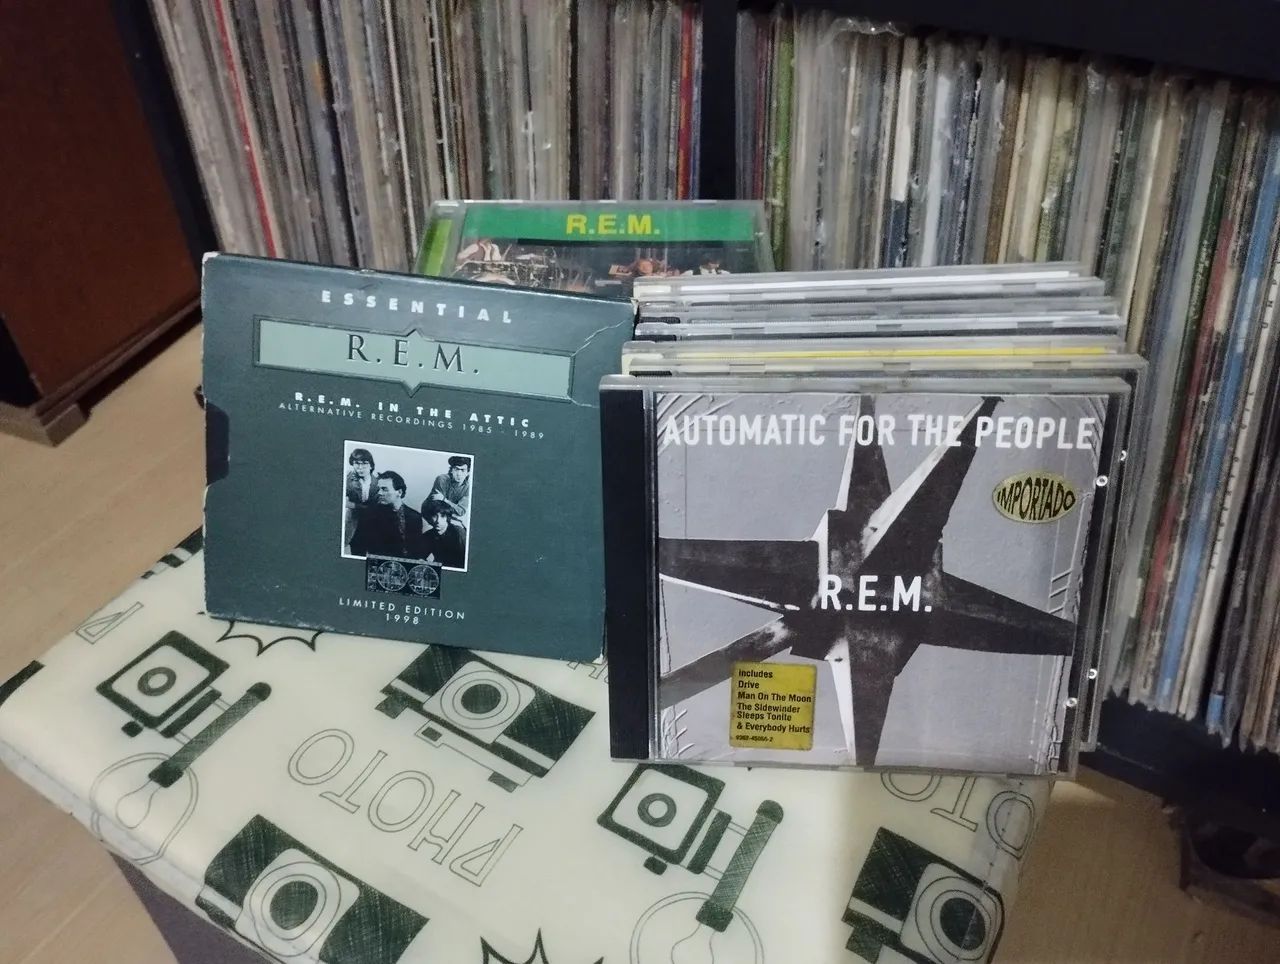 R.E.M.
ESSENTIAL
R.E.M.
R.E.M. IN THE ATTIC
ALTERNATIVE RECORDINGS 1985 - 1989
LIMITED EDITION
1998
AUTOMATIC FOR THE PEOPLE
IMPORTADO
R.E.M.
includes
Drive
Man On The Moon
The Sidewinder
Sleeps Tonite
& Everybody Hurts
PHOTO